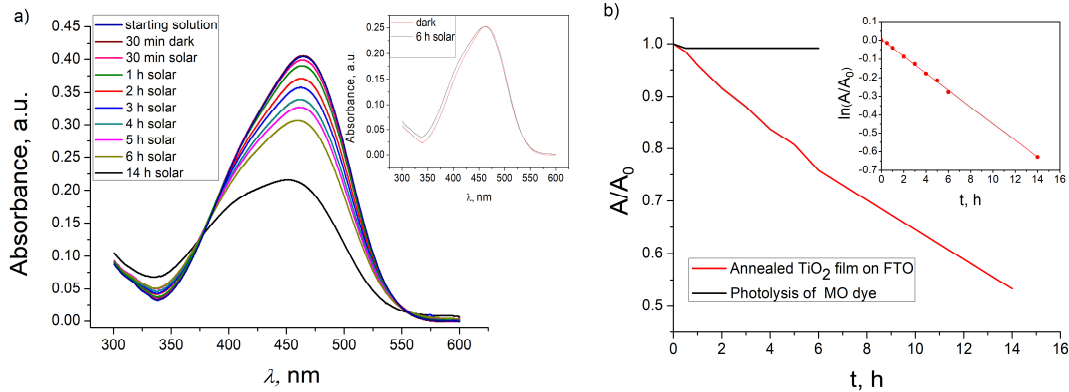 a)
Absorbance, a.u.
0.45
0.40
0.35
0.30
0.25
0.20
0.15
0.10
0.05
0.00
starting solution
30 min dark
30 min solar
1 h solar
2 h solar
3 h solar
4 h solar
5 h solar
6 h solar
14 h solar
300 350 400 450 500 550 600
λ, nm
dark
6 h solar
Absorbance, a.u
0.25
0.20
0.15
0.10
0.05
0.00
300 350 400 450 500 550 600
λ, nm
b)
A/A0
1.0
0.9
0.8
0.7
0.6
0.5
Annealed TiO2 film on FTO
Photolysis of MO dye
0 2 4 6 8 10 12 14 16
t, h
ln(A/A0)
0.1
0.0
-0.1
-0.2
-0.3
-0.4
-0.5
-0.6
-0.7
0 2 4 6 8 10 12 14 16
t, h